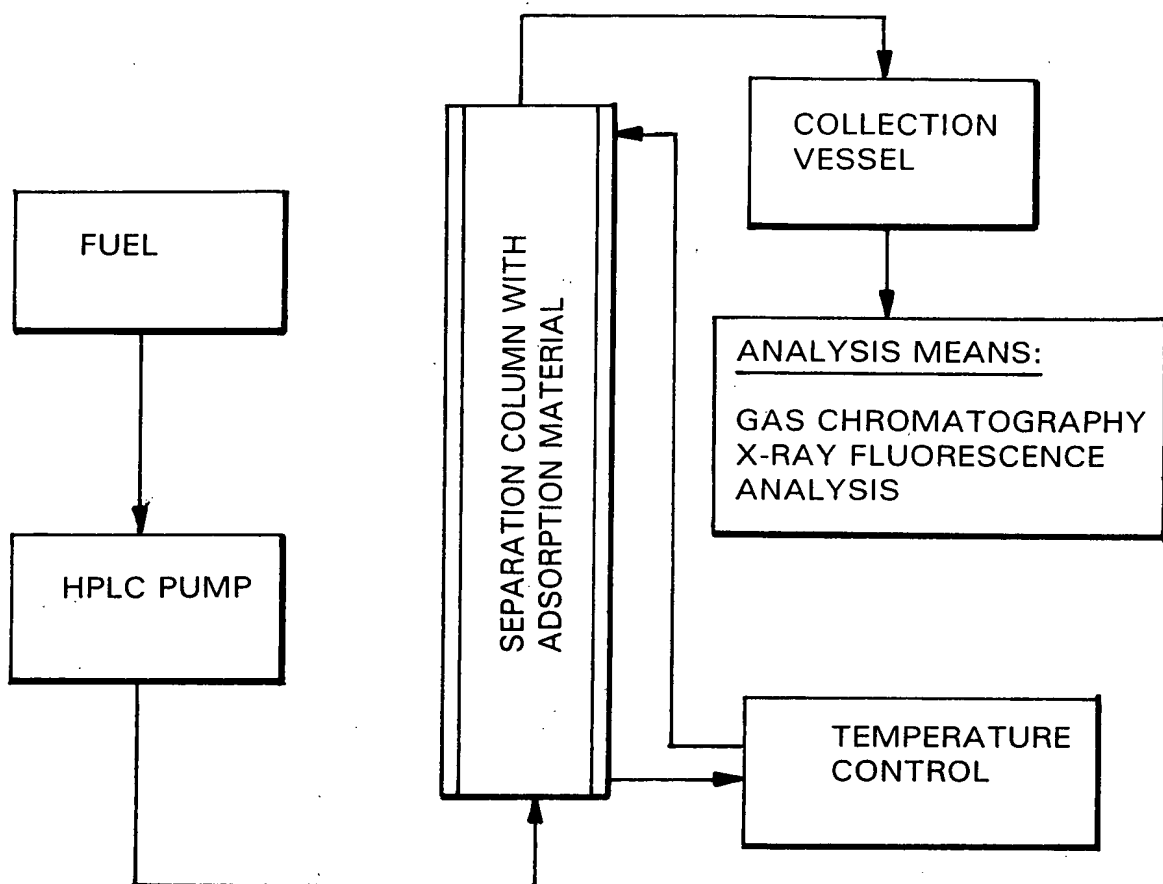 FUEL
HPLC PUMP
SEPARATION COLUMN WITH
ADSORPTION MATERIAL
COLLECTION
VESSEL
ANALYSIS MEANS:
GAS CHROMATOGRAPHY
X-RAY FLUORESCENCE
ANALYSIS
TEMPERATURE
CONTROL